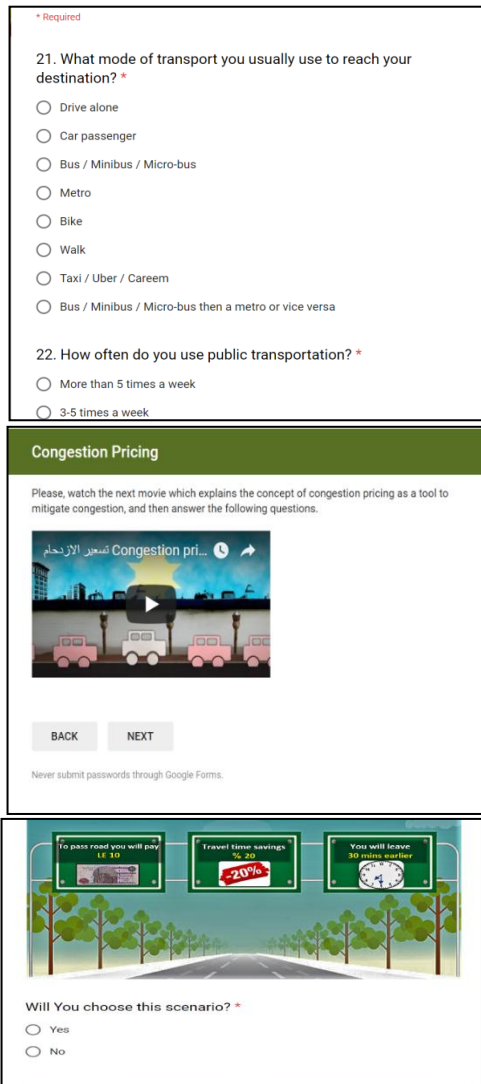 * Required
21. What mode of transport you usually use to reach your
destination? *
Drive alone
Car passenger
Bus / Minibus / Micro-bus
Metro
Bike
Walk
Taxi / Uber / Careem
Bus / Minibus / Micro-bus then a metro or vice versa
22. How often do you use public transportation? *
More than 5 times a week
3-5 times a week
Congestion Pricing
Please, watch the next movie which explains the concept of congestion pricing as a tool to
mitigate congestion, and then answer the following questions.
تسعير الازدحام Congestion pri...
BACK NEXT
Never submit passwords through Google Forms.
To pass road you will pay
LE 10
Travel time savings
% 20
-20%
You will leave
30 mins earlier
Will You choose this scenario? *
Yes
No